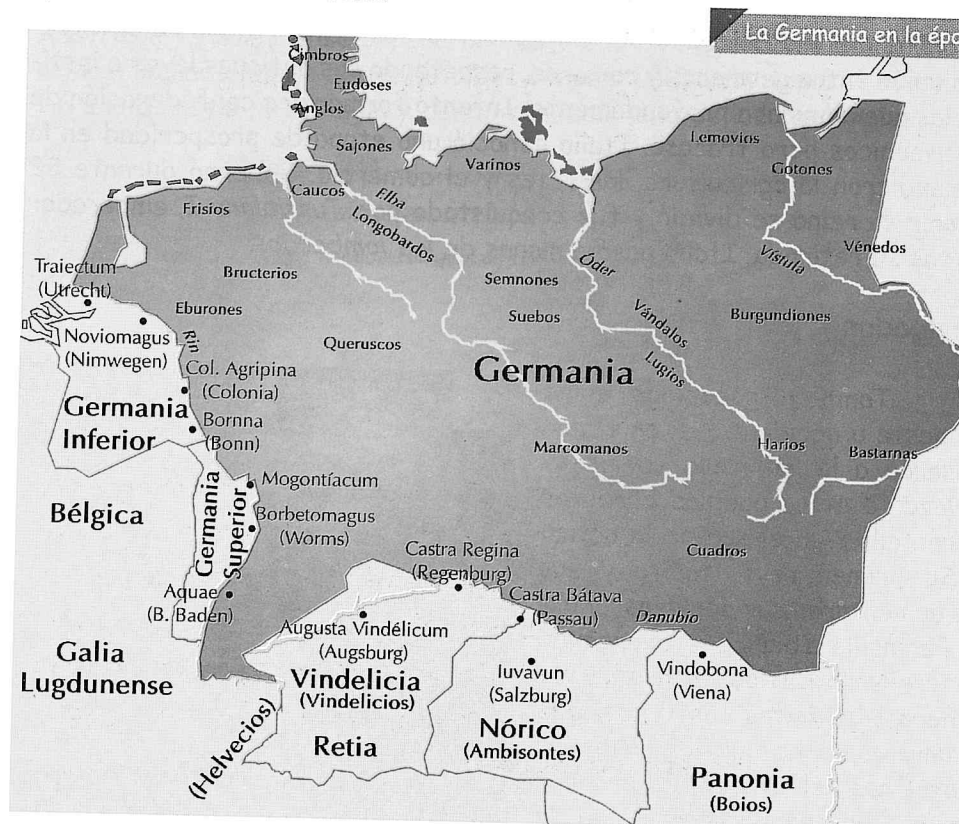 La Germania en la épo
Cimbros
Eudoses
Anglos
Sajones
Varinos
Lemovios
Gotones
Frisios
Caucos
Elba
Longobardos
Vénedos
Vístula
Óder
Traiectum
(Utrecht)
Bructerios
Semnones
Eburones
Suebos
Vándalos
Burgundiones
Noviomagus
(Nimwegen)
Rin
Queruscos
Lugios
Germania
Col. Agripina
(Colonia)
Germania
Inferior
Bornna
(Bonn)
Marcomanos
Harios
Bastarnas
Mogontíacum
Bélgica
Germania
Superior
Borbetomagus
(Worms)
Castra Regina
(Regenburg)
Cuadros
Aquae
(B. Baden)
Castra Bátava
(Passau)
Danubio
Augusta Vindélicum
(Augsburg)
Galia
Lugdunense
Vindelicia
(Vindelicios)
Iuvavun
(Salzburg)
Vindobona
(Viena)
(Helvecios)
Retia
Nórico
(Ambisontes)
Panonia
(Boios)